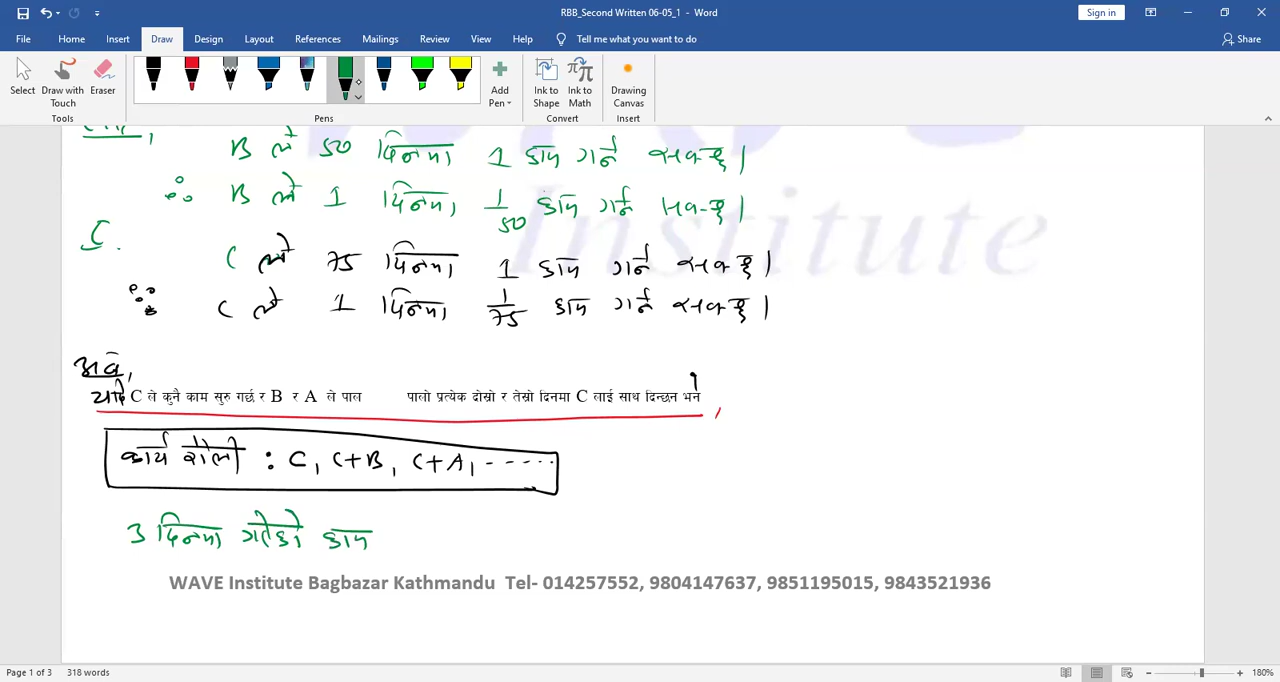 RBB_Second Written 06-05_1 - Word
Sign in
File Home Insert Draw Design Layout References Mailings Review View Help Tell me what you want to do Share
Select Draw with Touch Eraser Add Pen Ink to Shape Ink to Math Drawing Canvas
Tools Pens Convert Insert
B ले 50 दिनमा 1 काम गर्न सक्छ।
∴ B ले 1 दिनमा 1/50 काम गर्न सक्छ।
Institute
C ले 75 दिनमा 1 काम गर्न सक्छ।
∴ C ले 1 दिनमा 1/75 काम गर्न सक्छ।
अब,
यदि C ले कुनै काम सुरु गर्छ र B र A ले पाल पालो प्रत्येक दोस्रो र तेस्रो दिनमा C लाई साथ दिन्छन भने,
कार्य शैली : C, C+B, C+A, ------
3 दिनमा गरेको काम
WAVE Institute Bagbazar Kathmandu Tel- 014257552, 9804147637, 9851195015, 9843521936
Page 1 of 3 318 words 180%